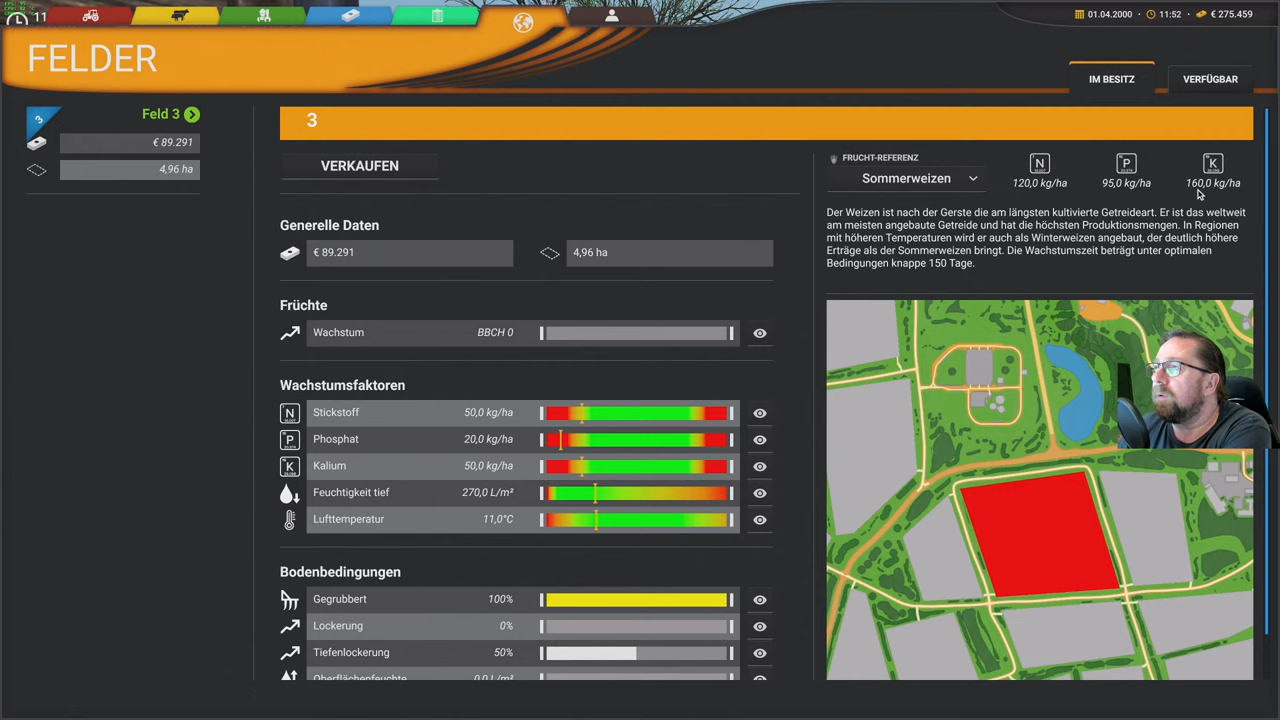 11
01.04.2000
11:52
€ 275.459
FELDER
IM BESITZ
VERFÜGBAR
3
Feld 3
€ 89.291
4,96 ha
3
VERKAUFEN
Generelle Daten
€ 89.291
4,96 ha
Früchte
Wachstum
BBCH 0
Wachstumsfaktoren
N
Stickstoff
50,0 kg/ha
P
Phosphat
20,0 kg/ha
K
Kalium
50,0 kg/ha
Feuchtigkeit tief
270,0 L/m²
Lufttemperatur
11,0°C
Bodenbedingungen
Gegrubbert
100%
Lockerung
0%
Tiefenlockerung
50%
Oberflächenfeuchte
0,0 L/m²
FRUCHT-REFERENZ
Sommerweizen
N
120,0 kg/ha
P
95,0 kg/ha
K
160,0 kg/ha
Der Weizen ist nach der Gerste die am längsten kultivierte Getreideart. Er ist das weltweit
am meisten angebaute Getreide und hat die höchsten Produktionsmengen. In Regionen
mit höheren Temperaturen wird er auch als Winterweizen angebaut, der deutlich höhere
Erträge als der Sommerweizen bringt. Die Wachstumszeit beträgt unter optimalen
Bedingungen knappe 150 Tage.